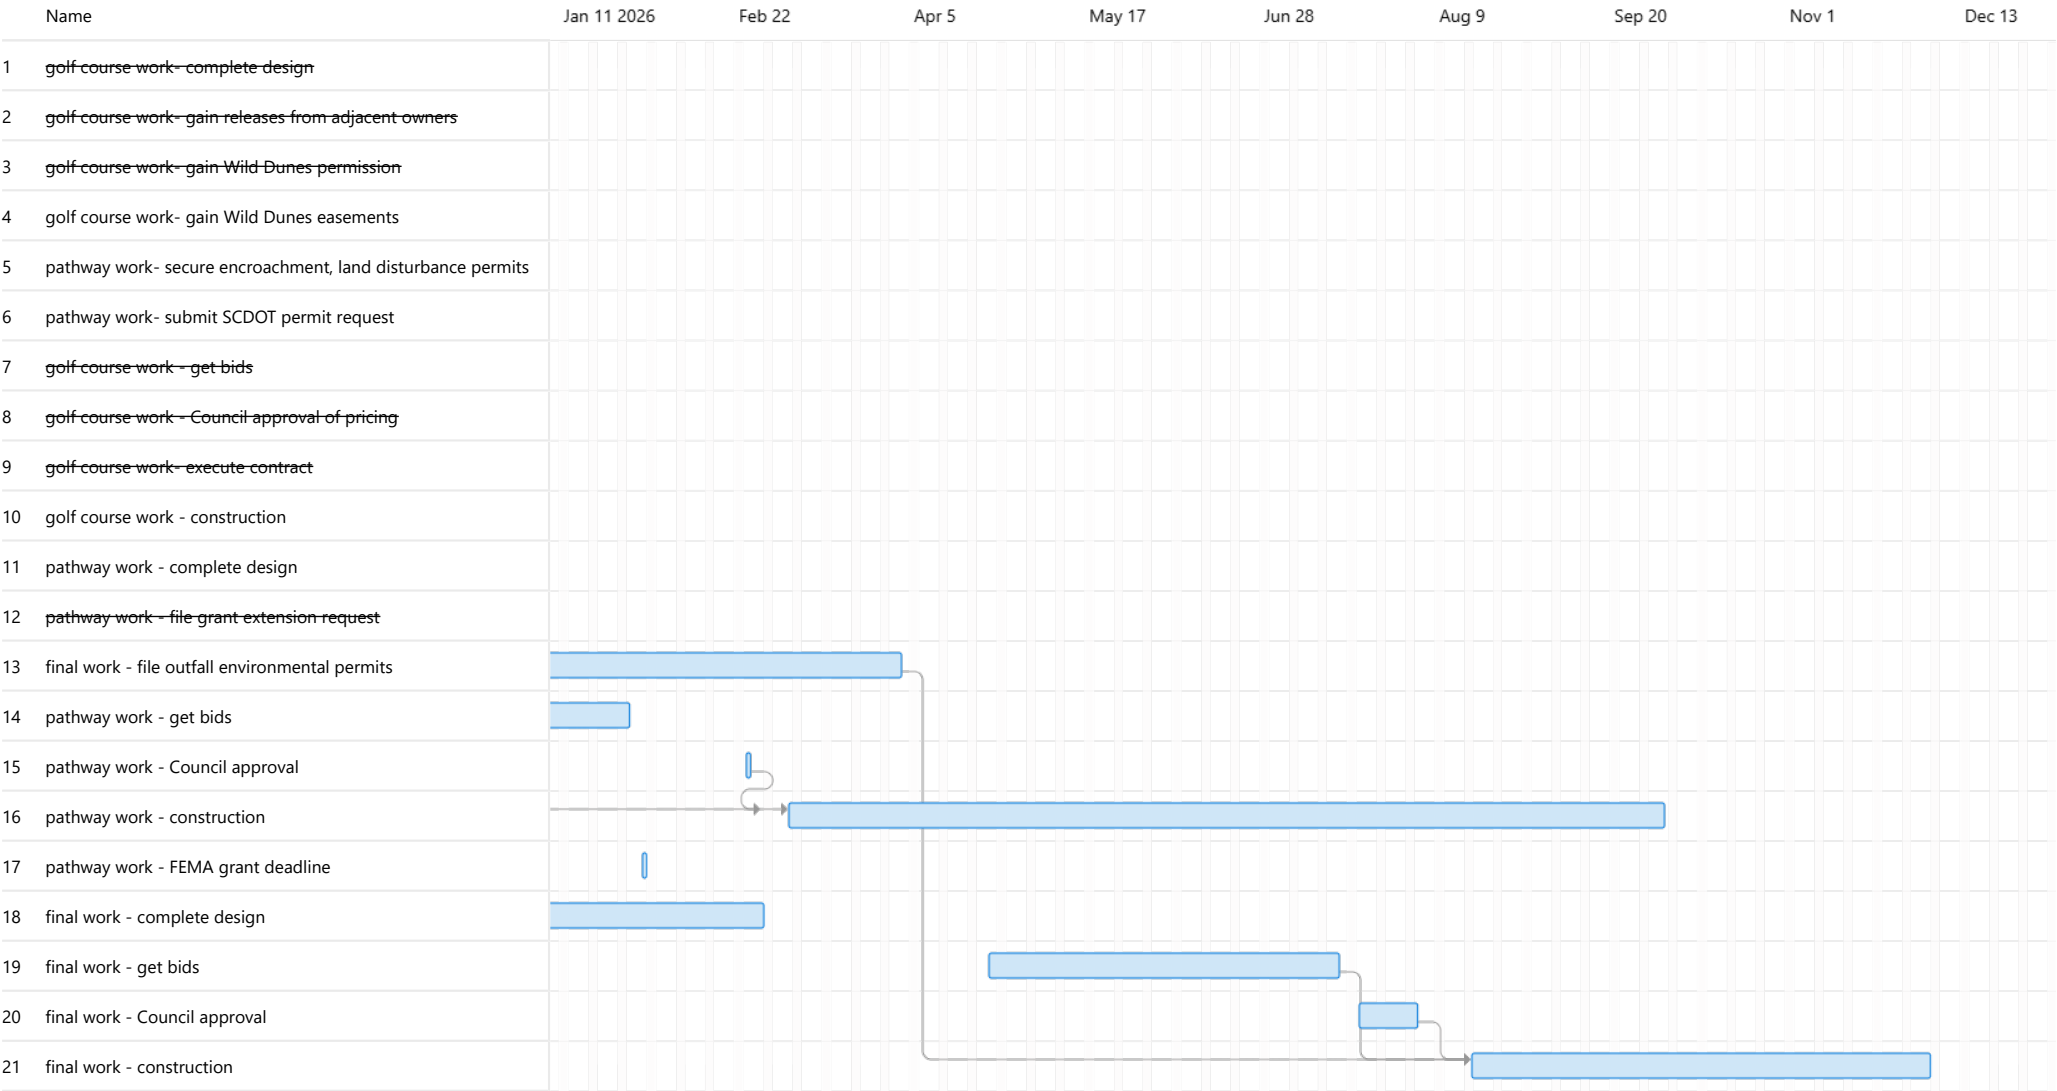 Name Jan 11 2026 Feb 22 Apr 5 May 17 Jun 28 Aug 9 Sep 20 Nov 1 Dec 13
1 golf course work- complete design
2 golf course work- gain releases from adjacent owners
3 golf course work- gain Wild Dunes permission
4 golf course work- gain Wild Dunes easements
5 pathway work- secure encroachment, land disturbance permits
6 pathway work- submit SCDOT permit request
7 golf course work - get bids
8 golf course work - Council approval of pricing
9 golf course work- execute contract
10 golf course work - construction
11 pathway work - complete design
12 pathway work - file grant extension request
13 final work - file outfall environmental permits
14 pathway work - get bids
15 pathway work - Council approval
16 pathway work - construction
17 pathway work - FEMA grant deadline
18 final work - complete design
19 final work - get bids
20 final work - Council approval
21 final work - construction